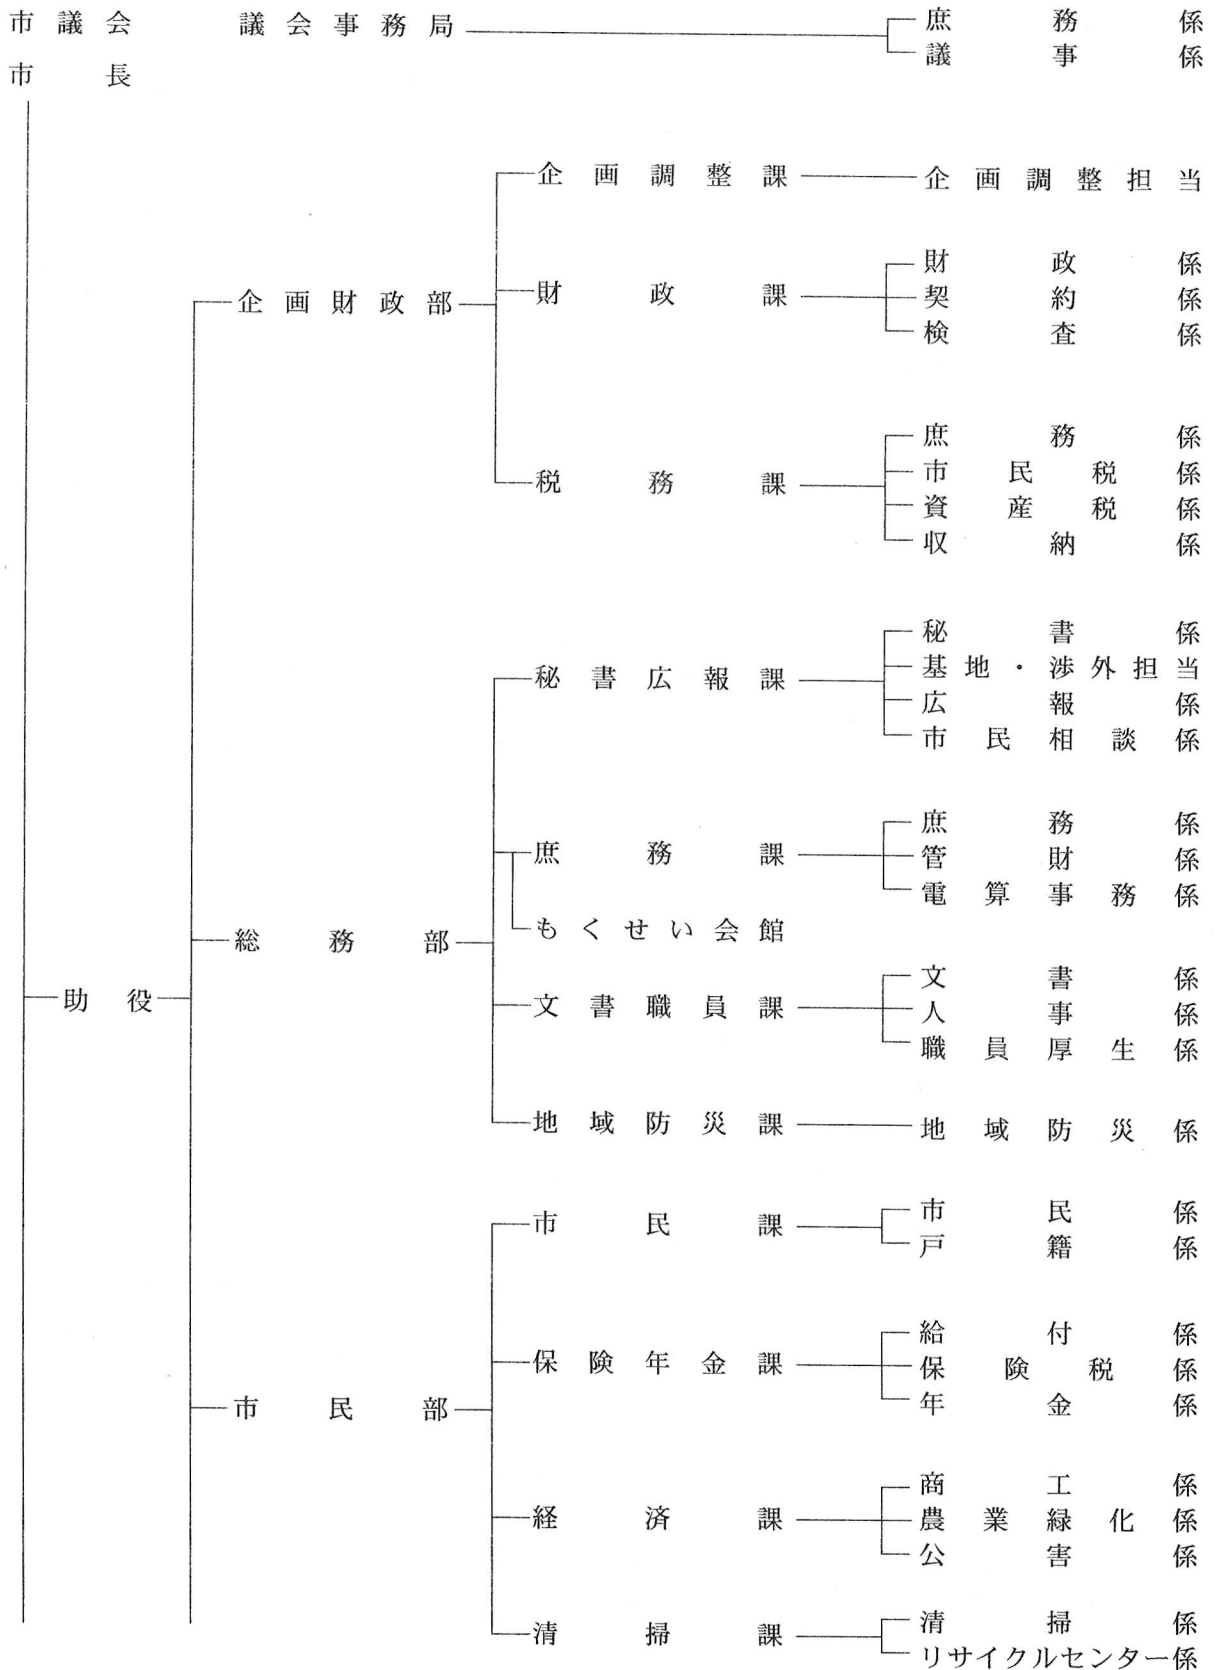 市議会 議会事務局 庶務係
議事係
市長
企画調整課 企画調整担当
財政係
企画財政部 財政課 契約係
検査係
庶務係
税務課 市民税係
資産税係
収納係
秘書係
秘書広報課 基地・渉外担当
広報係
市民相談係
庶務係
庶務課 管財係
電算事務係
もくせい会館
総務部
文書係
助役 文書職員課 人事係
職員厚生係
地域防災課 地域防災係
市民課 市民係
戸籍係
給付係
保険年金課 保険税係
市民部 年金係
商工係
経済課 農業緑化係
公害係
清掃課 清掃係
リサイクルセンター係